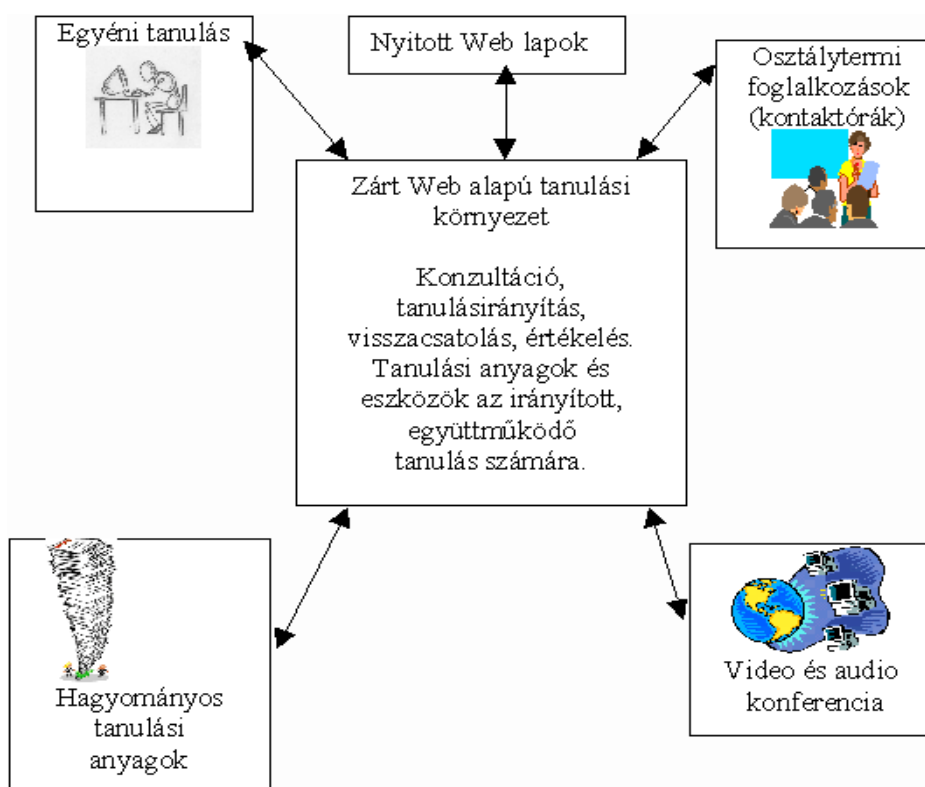 Egyéni tanulás
Nyitott Web lapok
Osztálytermi
foglalkozások
(kontaktórák)
Zárt Web alapú tanulási
környezet
Konzultáció,
tanulásirányítás,
visszacsatolás, értékelés.
Tanulási anyagok és
eszközök az irányított,
együttműködő
tanulás számára.
Hagyományos
tanulási
anyagok
Video és audio
konferencia